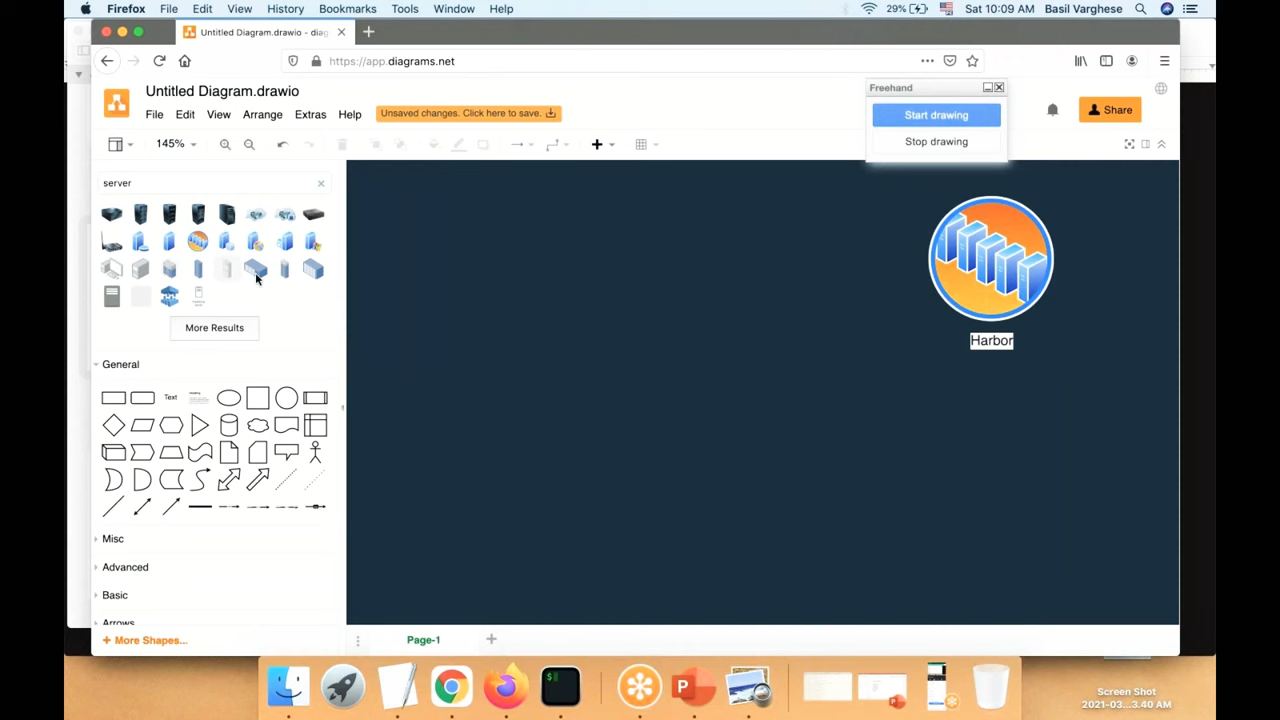 Firefox File Edit View History Bookmarks Tools Window Help 29% Sat 10:09 AM Basil Varghese
Untitled Diagram.drawio - diag
https://app.diagrams.net
Untitled Diagram.drawio
File Edit View Arrange Extras Help
Unsaved changes. Click here to save.
Freehand
Start drawing
Stop drawing
Share
145%
server
More Results
General
Text
Heading
Misc
Advanced
Basic
Arrows
+ More Shapes...
Harbor
Page-1
$
P
Screen Shot
2021-03...3.40 AM